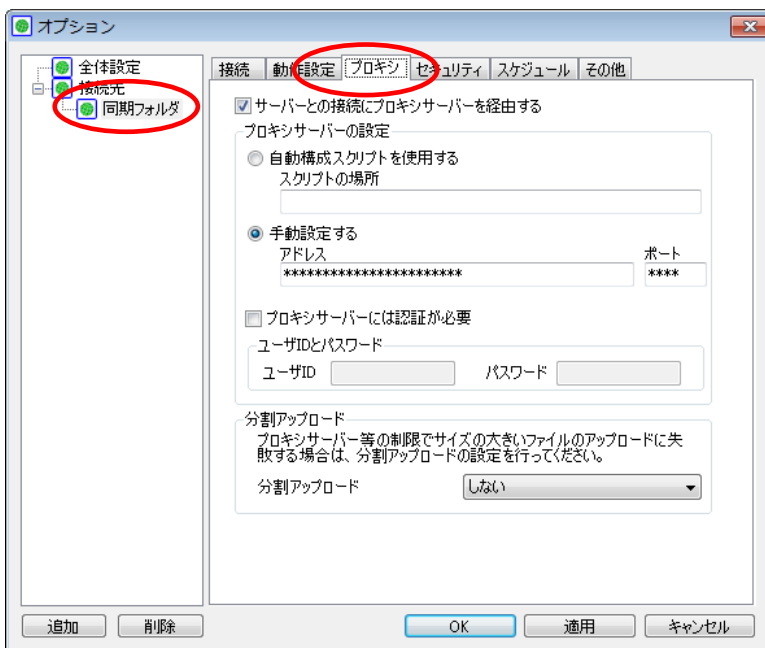 オプション
全体設定
接続先
同期フォルダ
接続 動作設定 プロキシ セキュリティ スケジュール その他
サーバーとの接続にプロキシサーバーを経由する
プロキシサーバーの設定
自動構成スクリプトを使用する
スクリプトの場所
手動設定する
アドレス ポート
*********************** ****
プロキシサーバーには認証が必要
ユーザIDとパスワード
ユーザID パスワード
分割アップロード
プロキシサーバー等の制限でサイズの大きいファイルのアップロードに失
敗する場合は、分割アップロードの設定を行ってください。
分割アップロード しない
追加 削除 OK 適用 キャンセル